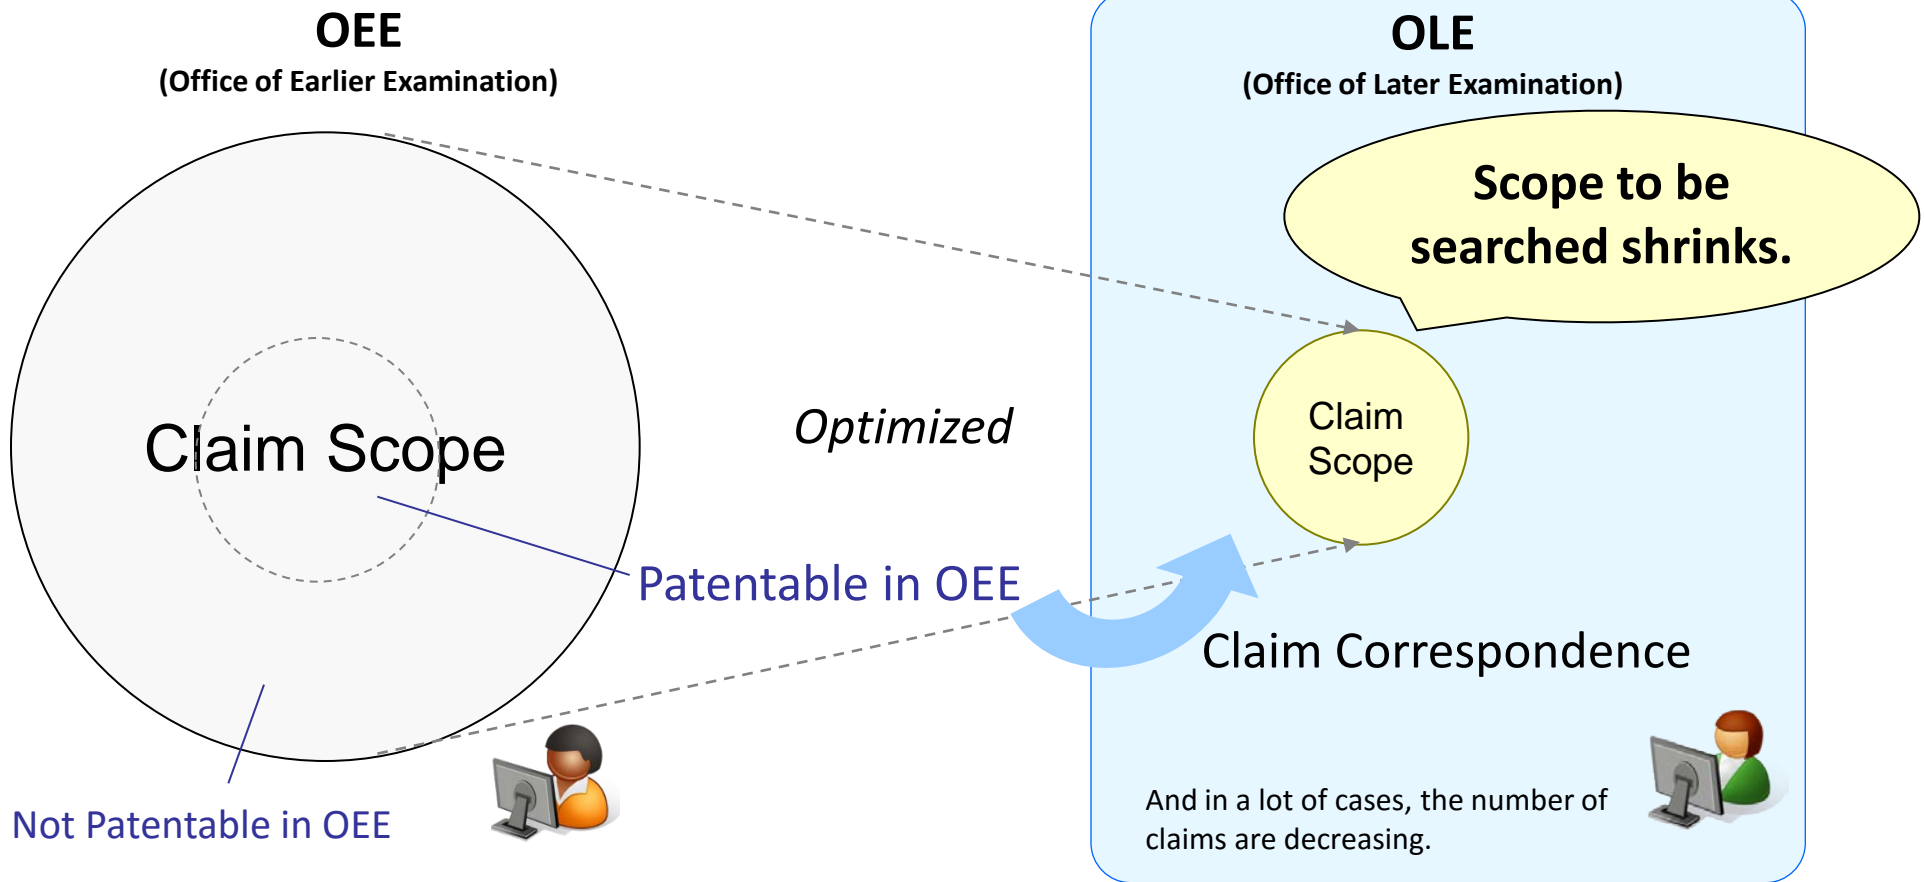 OEE
(Office of Earlier Examination)
Claim Scope
Patentable in OEE
Not Patentable in OEE
Optimized
OLE
(Office of Later Examination)
Scope to be
searched shrinks.
Claim
Scope
Claim Correspondence
And in a lot of cases, the number of
claims are decreasing.